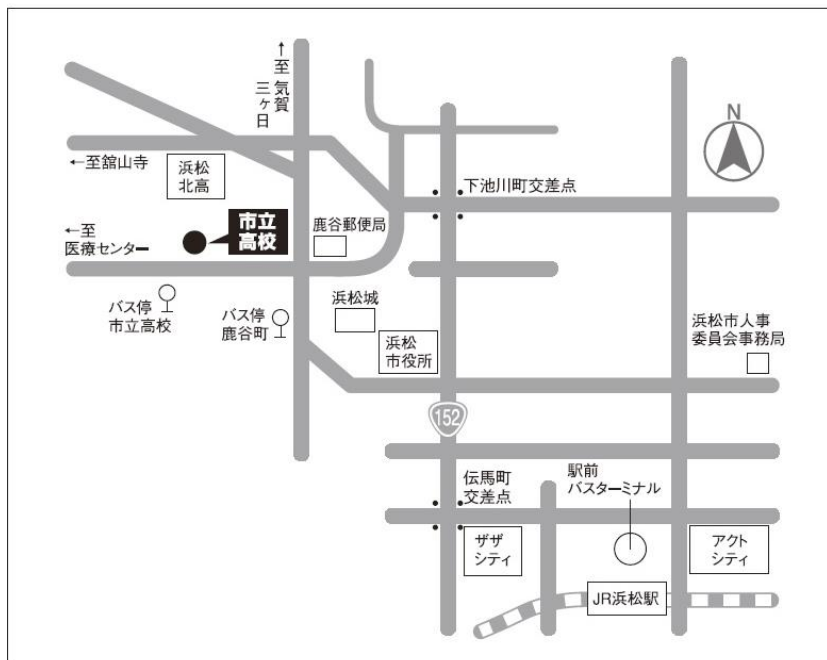 ←至気賀
三ケ日
N
←至舘山寺
浜松
北高
下池川町交差点
市立
高校
鹿谷郵便局
←至
医療センター
バス停
市立高校
バス停
鹿谷町
浜松城
浜松
市役所
浜松市人事
委員会事務局
152
伝馬町
交差点
駅前
バスターミナル
ザザ
シティ
アクト
シティ
JR浜松駅